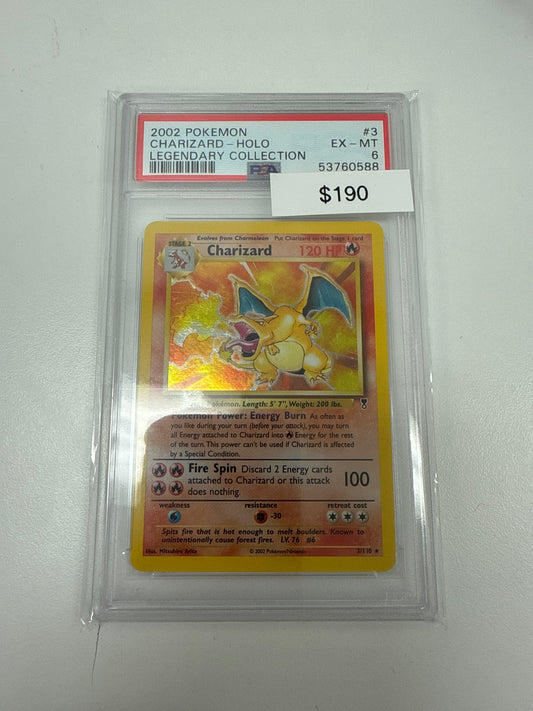 2002 POKEMON #3
CHARIZARD - HOLO EX - MT
LEGENDARY COLLECTION 6
PSA 53760588
$190
Evolves from Charmeleon Put Charizard on the Stage 1 card
STAGE 2
Charizard 120 HP
Pokémon. Length: 5' 7", Weight: 200 lbs.
Pokémon Power: Energy Burn As often as
you like during your turn (before your attack), you may turn
all Energy attached to Charizard into Energy for the rest of
the turn. This power can't be used if Charizard is affected
by a Special Condition.
Fire Spin Discard 2 Energy cards
attached to Charizard or this attack
does nothing.
100
weakness resistance retreat cost
-30
Spits fire that is hot enough to melt boulders. Known to
unintentionally cause forest fires. LV. 76 #6
Illus. Mitsuhiro Arita © 2002 Pokémon/Nintendo 3/110 ★